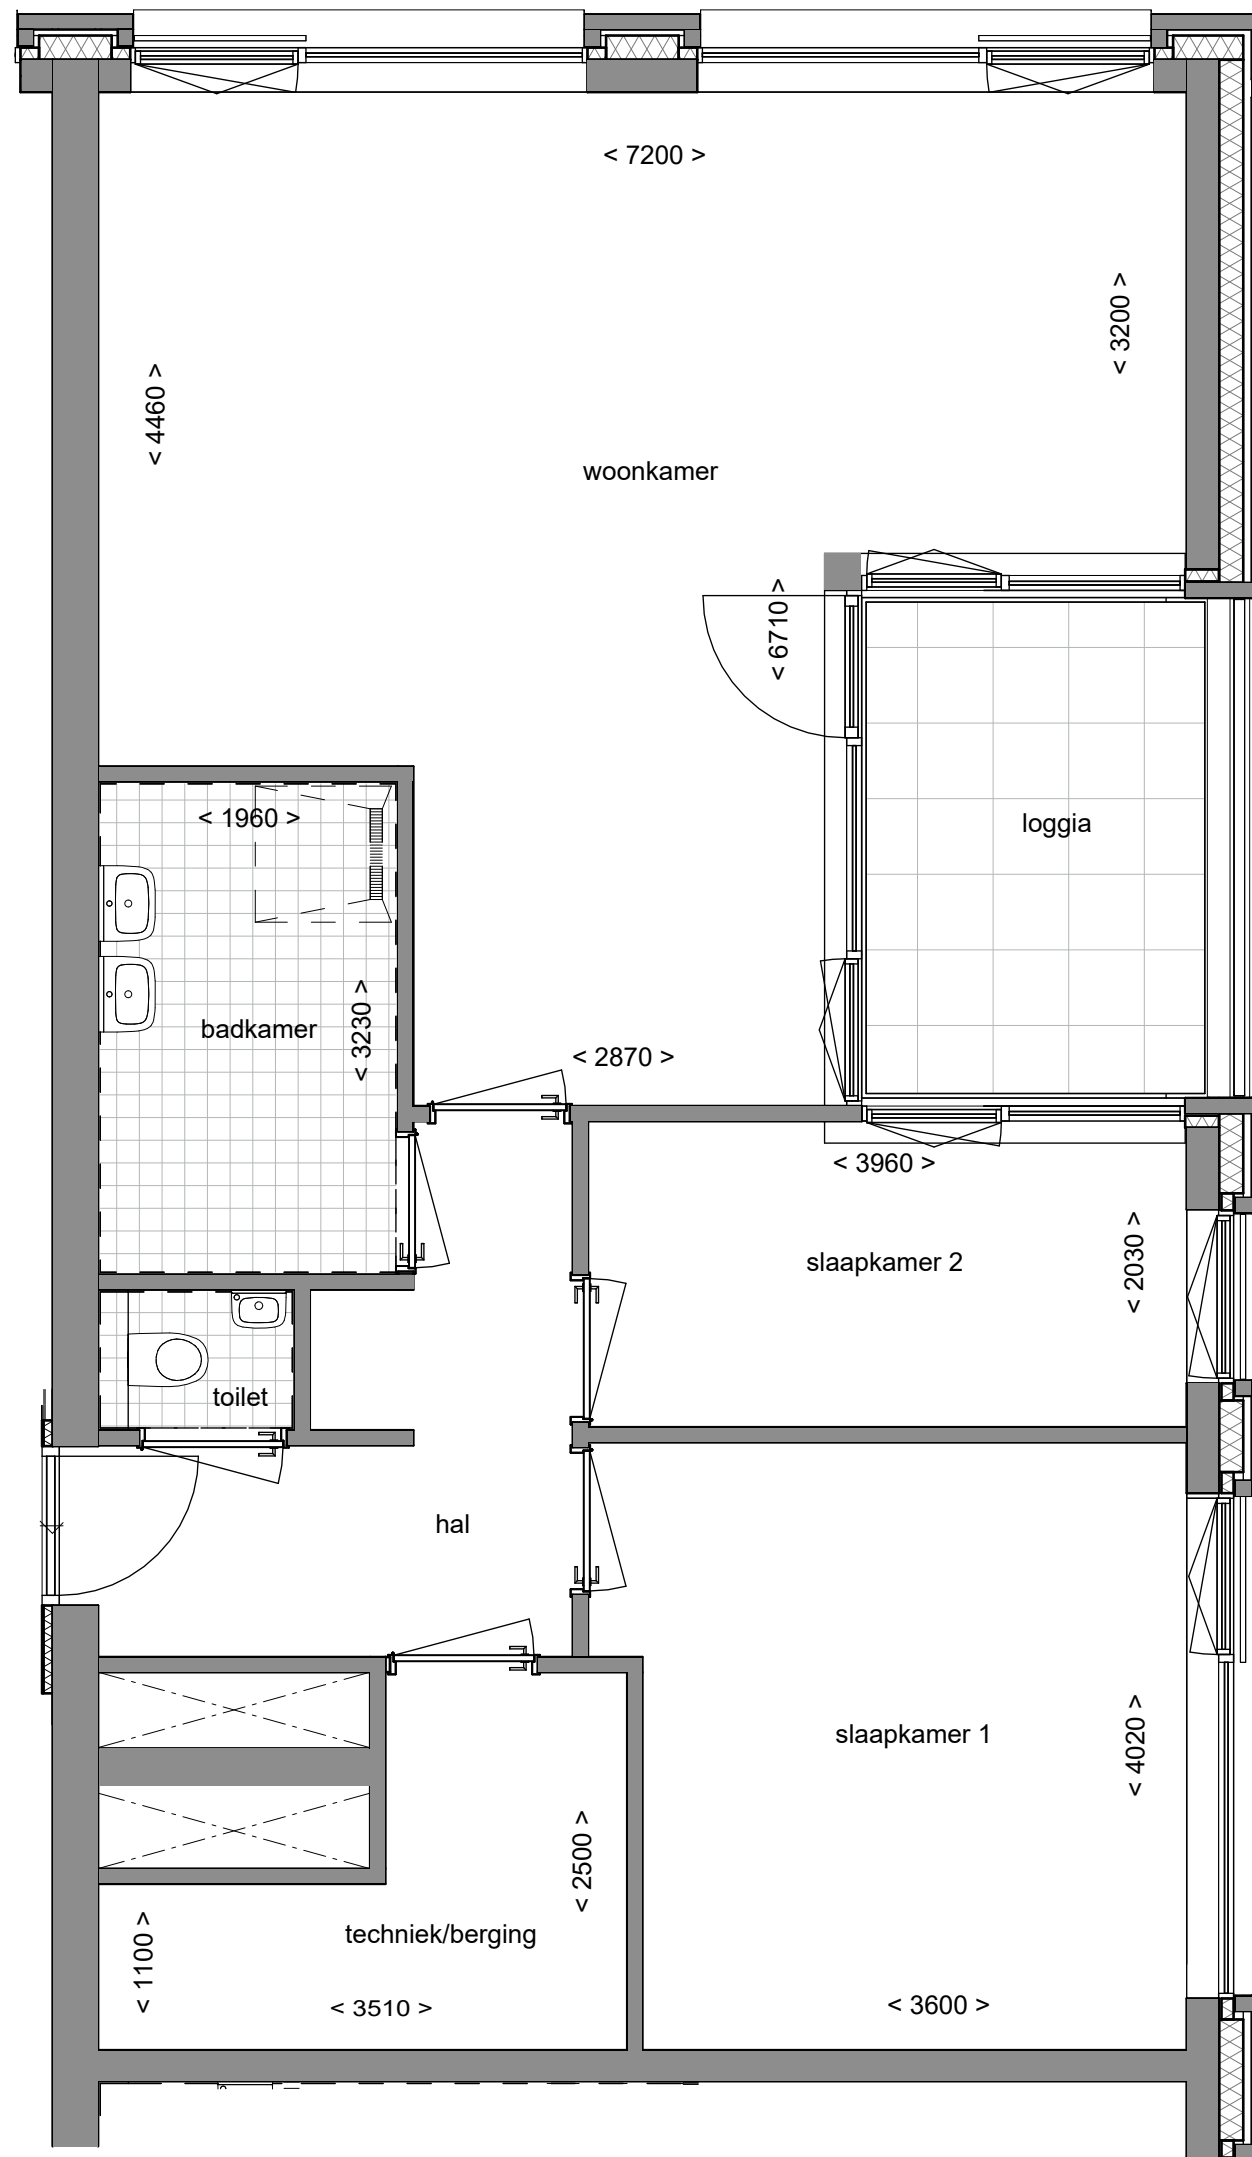 < 7200 >
< 3200 >
< 4460 >
woonkamer
< 6710 >
< 1960 >
loggia
badkamer
< 3230 >
< 2870 >
< 3960 >
slaapkamer 2
< 2030 >
toilet
hal
slaapkamer 1
< 4020 >
< 2500 >
techniek/berging
< 1100 >
< 3510 >
< 3600 >